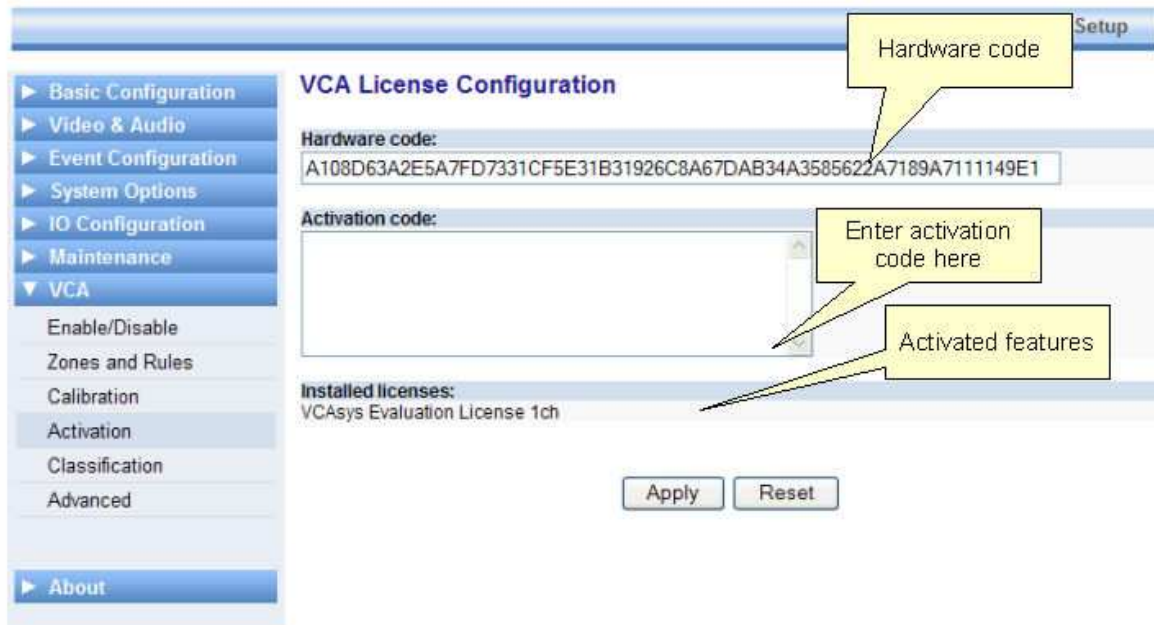 Setup
Hardware code
Basic Configuration
Video & Audio
Event Configuration
System Options
IO Configuration
Maintenance
VCA
Enable/Disable
Zones and Rules
Calibration
Activation
Classification
Advanced
About
VCA License Configuration
Hardware code:
A108D63A2E5A7FD7331CF5E31B31926C8A67DAB34A3585622A7189A7111149E1
Activation code:
Enter activation
code here
Activated features
Installed licenses:
VCAsys Evaluation License 1ch
Apply
Reset